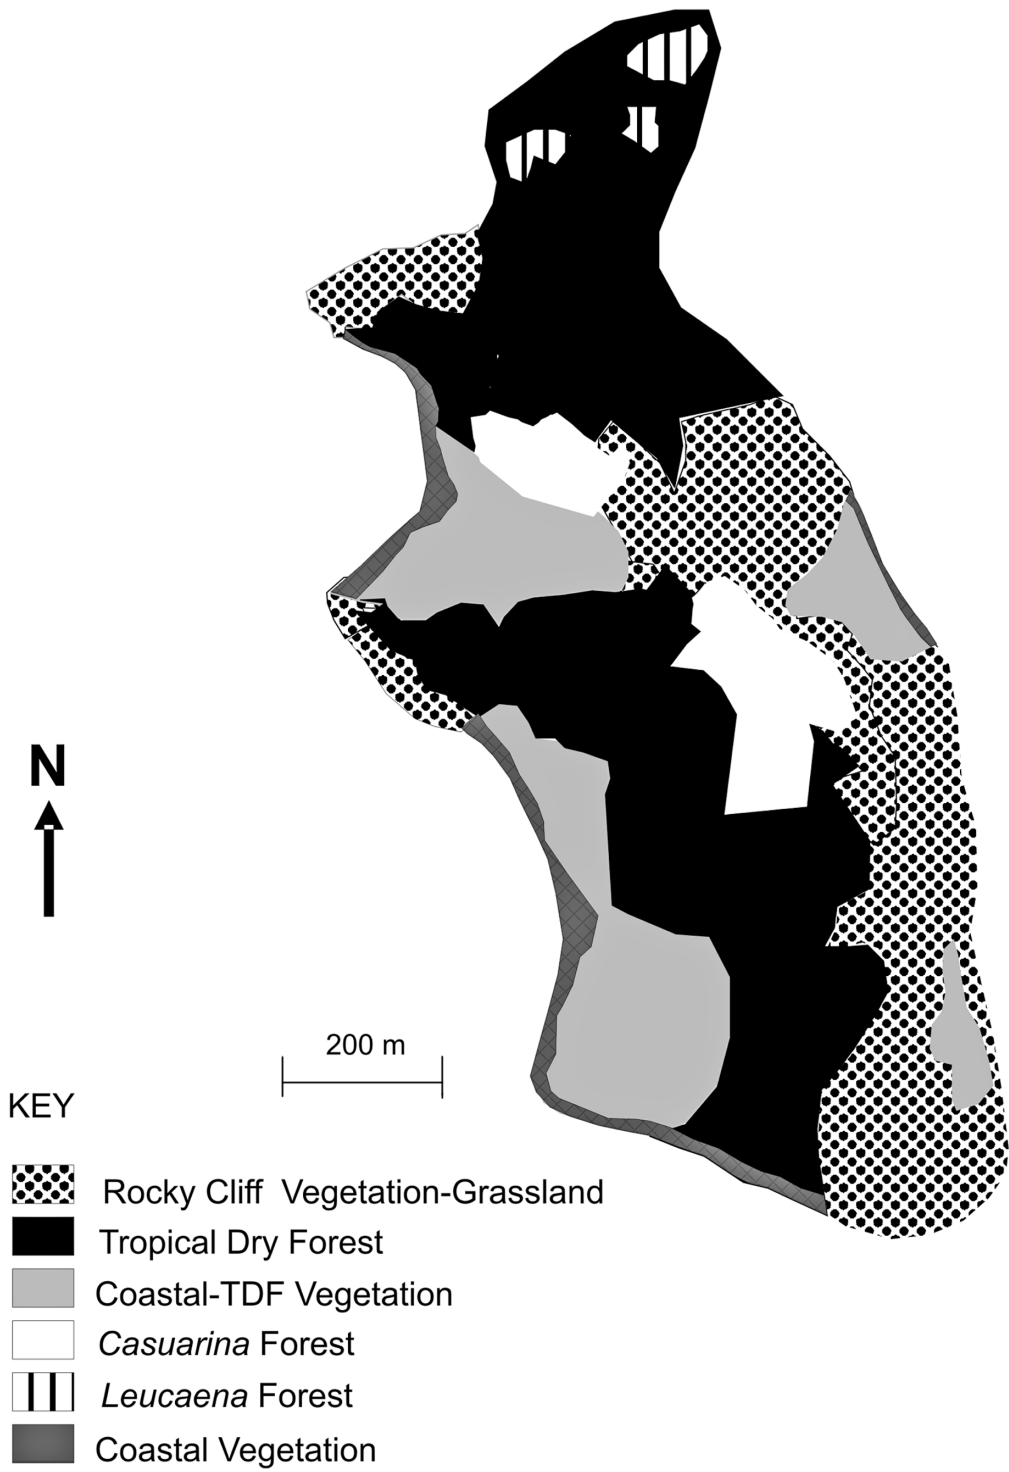 N
200 m
KEY
Rocky Cliff Vegetation-Grassland
Tropical Dry Forest
Coastal-TDF Vegetation
Casuarina Forest
Leucaena Forest
Coastal Vegetation